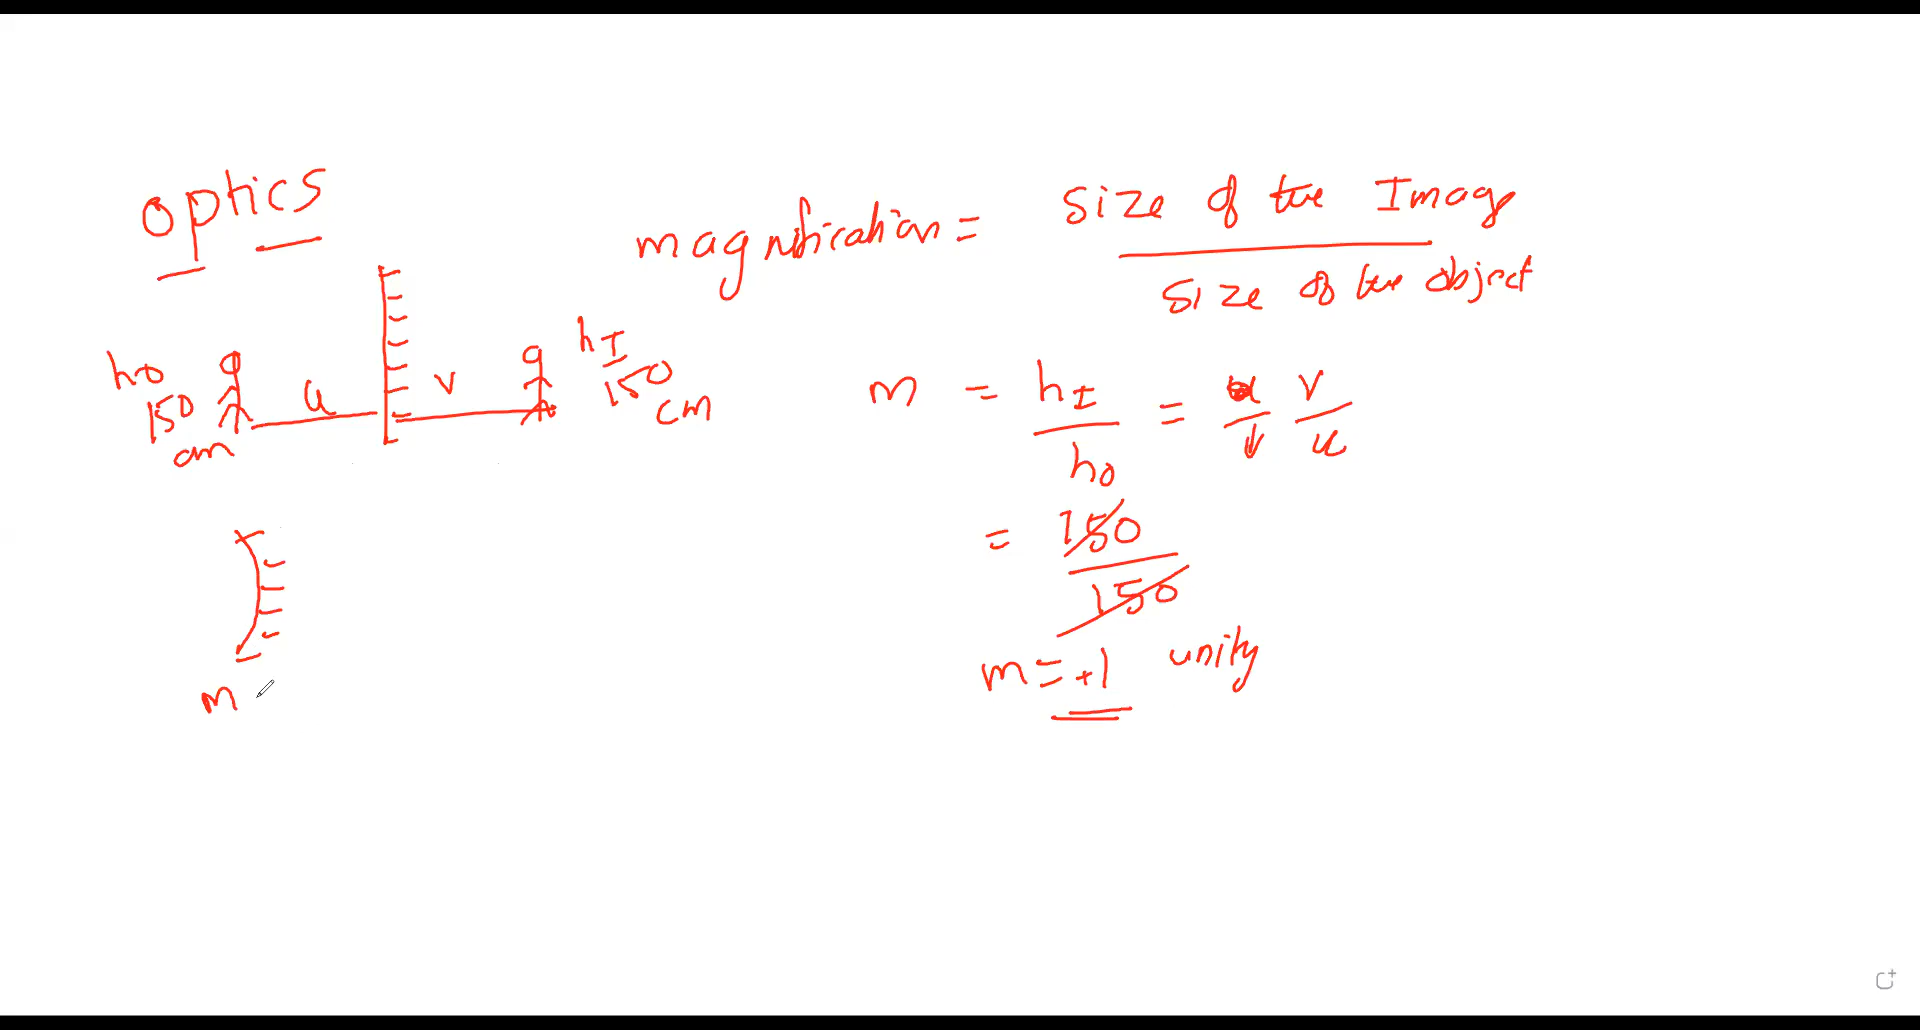 optics
magnification = size of the Image
size of the object
ho
150
cm
u
v
hI
150
cm
m = hI / ho = u / v v / u
= 150 / 150
m = +1 unity
m